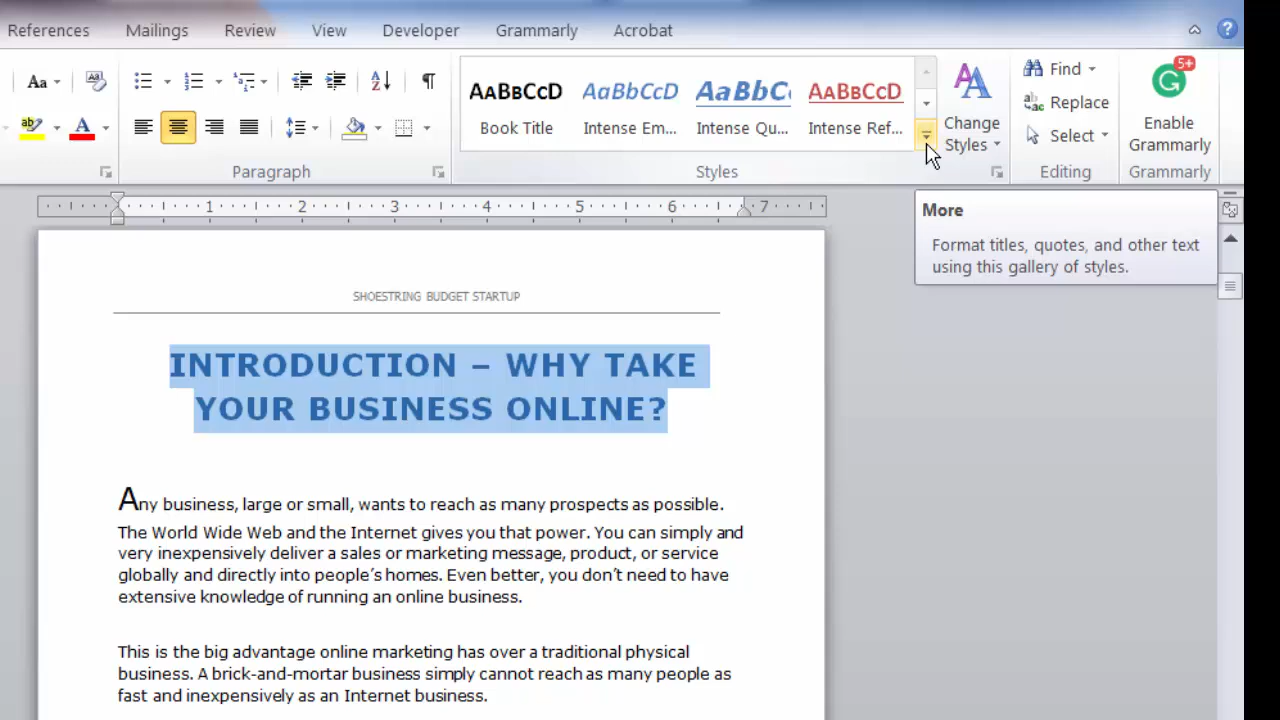 References Mailings Review View Developer Grammarly Acrobat ?
Aa A Z ¶ AaBbCcD AaBbCcD AaBbC AaBbCcD A A Find 5+
ab A Book Title Intense Em... Intense Qu... Intense Ref... Change Styles ab ac Replace Enable Grammarly
Select
Paragraph Styles Editing Grammarly
1 2 3 4 5 6 7
More
Format titles, quotes, and other text
using this gallery of styles.
SHOESTRING BUDGET STARTUP
INTRODUCTION – WHY TAKE
YOUR BUSINESS ONLINE?
Any business, large or small, wants to reach as many prospects as possible.
The World Wide Web and the Internet gives you that power. You can simply and
very inexpensively deliver a sales or marketing message, product, or service
globally and directly into people's homes. Even better, you don't need to have
extensive knowledge of running an online business.
This is the big advantage online marketing has over a traditional physical
business. A brick-and-mortar business simply cannot reach as many people as
fast and inexpensively as an Internet business.